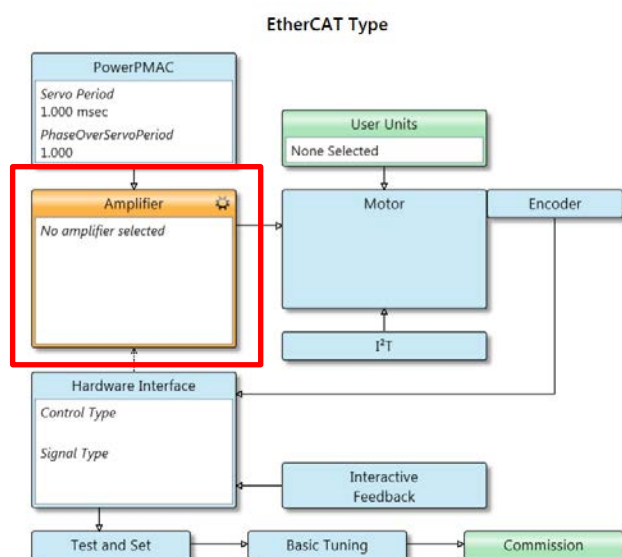 EtherCAT Type
PowerPMAC
Servo Period
1.000 msec
PhaseOverServoPeriod
1.000
User Units
None Selected
Amplifier
No amplifier selected
Motor
Encoder
I²T
Hardware Interface
Control Type
Signal Type
Interactive
Feedback
Test and Set
Basic Tuning
Commission